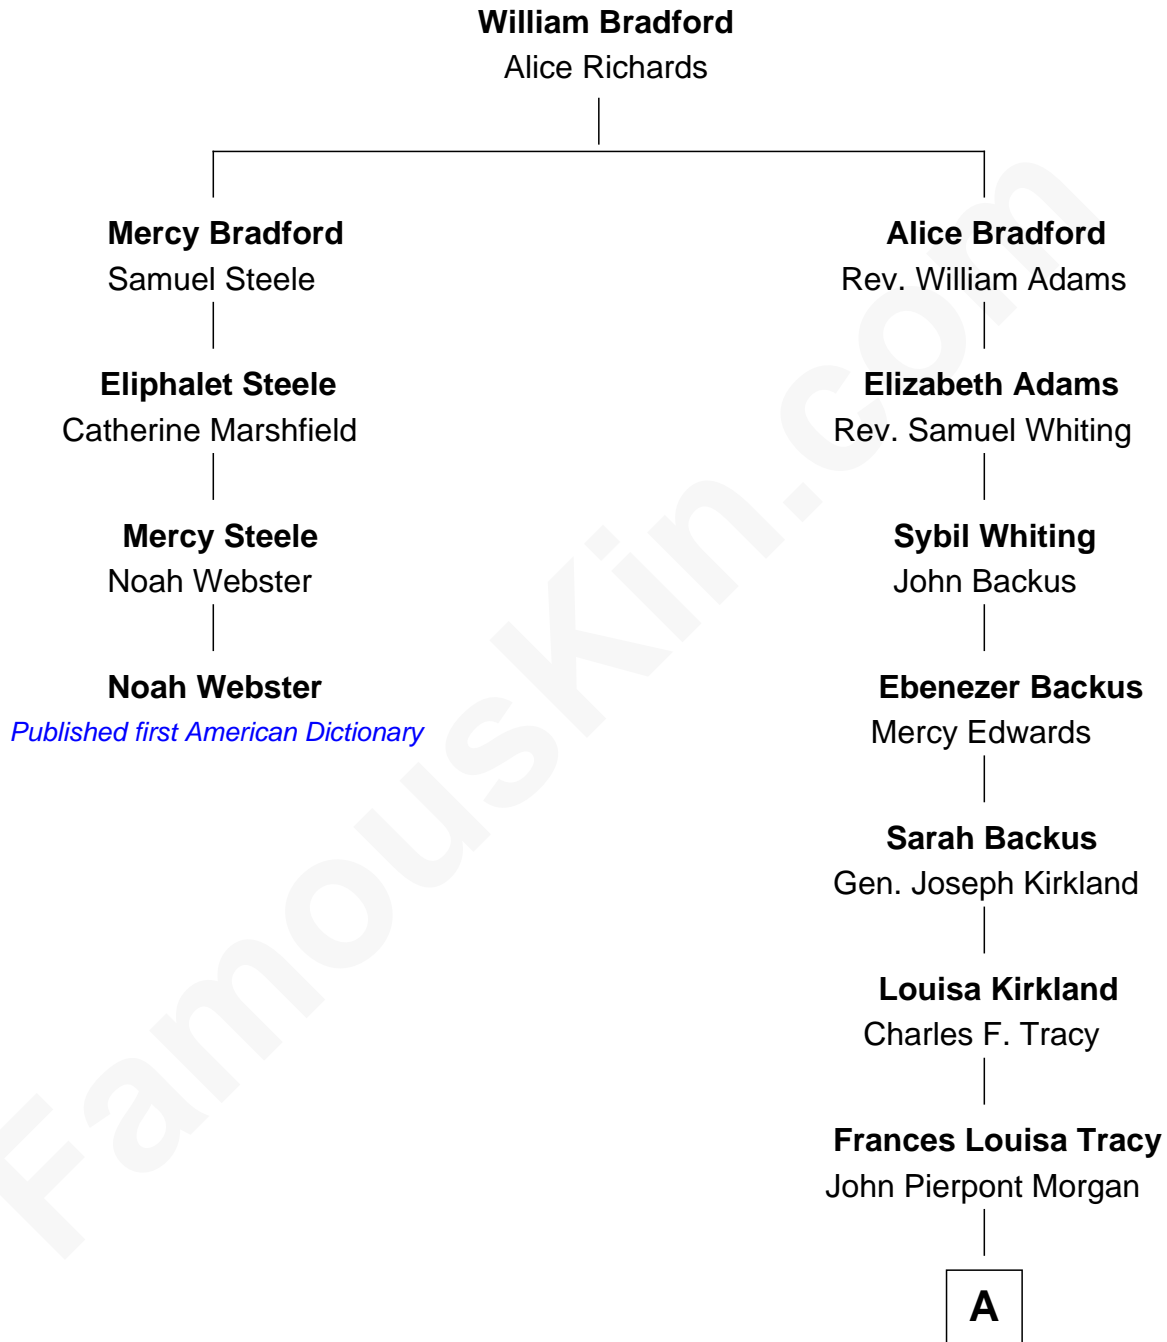 William Bradford
Alice Richards
Mercy Bradford
Samuel Steele
Alice Bradford
Rev. William Adams
Eliphalet Steele
Catherine Marshfield
Elizabeth Adams
Rev. Samuel Whiting
Mercy Steele
Noah Webster
Sybil Whiting
John Backus
Noah Webster
Published first American Dictionary
Ebenezer Backus
Mercy Edwards
Sarah Backus
Gen. Joseph Kirkland
Louisa Kirkland
Charles F. Tracy
Frances Louisa Tracy
John Pierpont Morgan
A
FamousKin.com